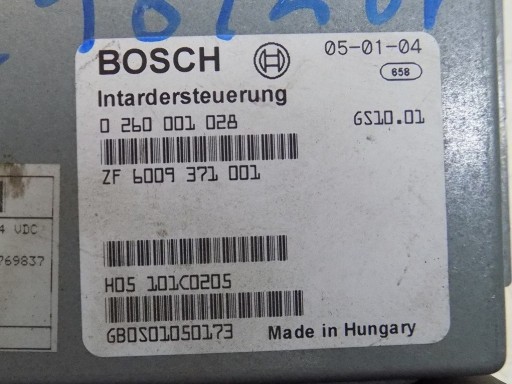 BOSCH 05-01-04
658
Intardersteuerung
0 260 001 028 GS10.01
ZF 6009 371 001
4 VDC
769837
H05 101C0205
GB0S01050173 Made in Hungary